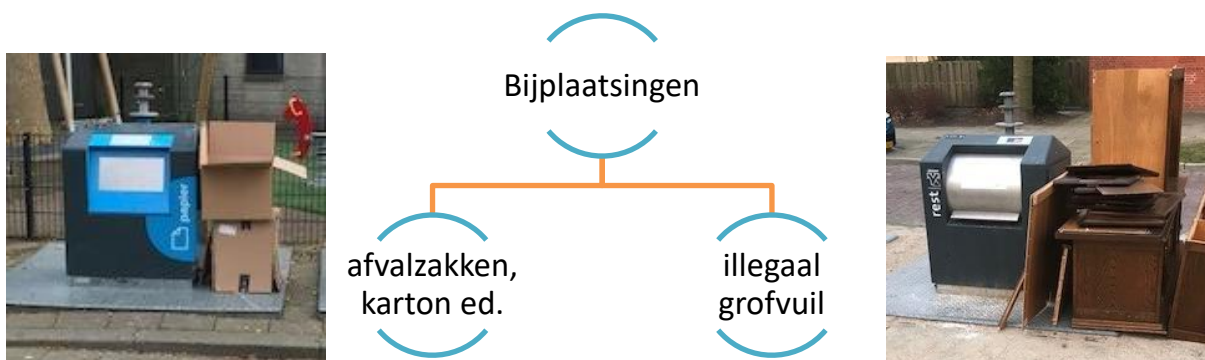 Bijplaatsingen
afvalzakken,
karton ed.
illegaal
grofvuil
papier
rest